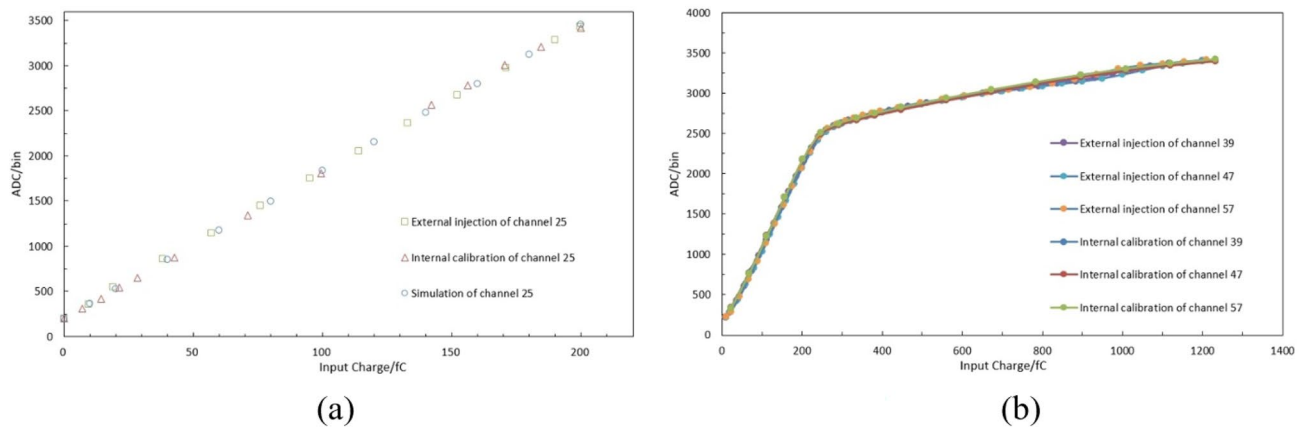 3500
3000
2500
2000
1500
1000
500
0
ADC/bin
0 50 100 150 200
Input Charge/fC
External injection of channel 25
Internal calibration of channel 25
Simulation of channel 25
(a)
4000
3500
3000
2500
2000
1500
1000
500
0
ADC/bin
0 200 400 600 800 1000 1200 1400
Input Charge/fC
External injection of channel 39
External injection of channel 47
External injection of channel 57
Internal calibration of channel 39
Internal calibration of channel 47
Internal calibration of channel 57
(b)